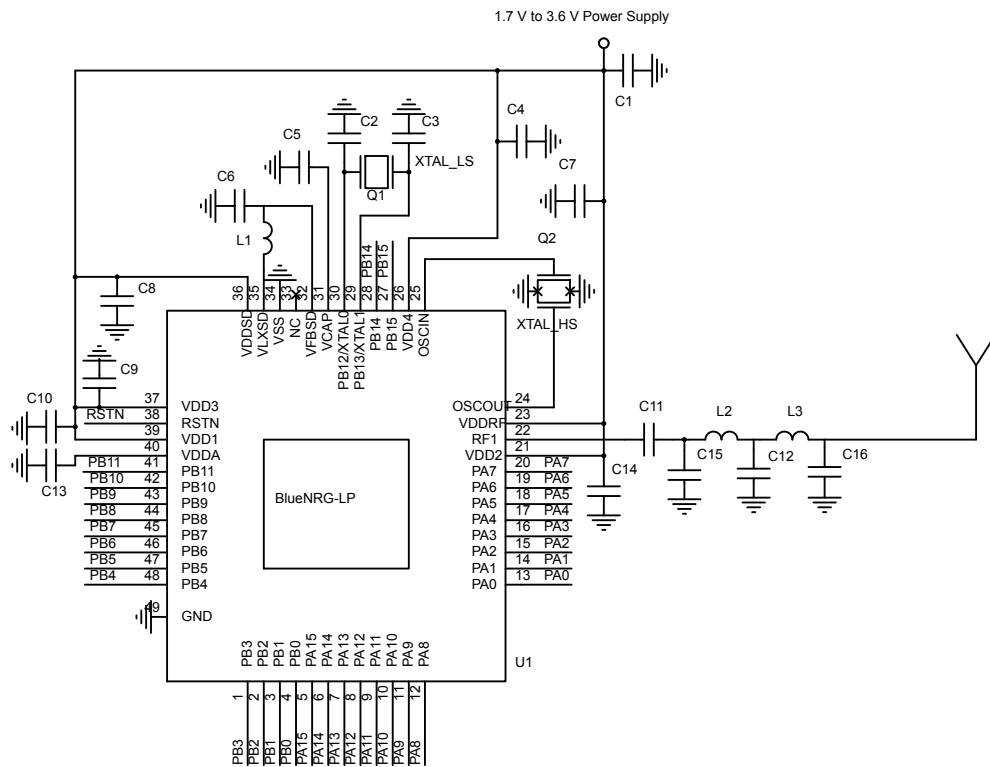 1.7 V to 3.6 V Power Supply
C1
C4
C2
C3
C5
XTAL_LS
C7
C6
Q1
L1
Q2
PB14
PB15
C8
36
35
34
33
32
31
30
29
28
27
26
25
XTAL_HS
VDDSD
VLXSD
VSS
NC
VFBSD
VCAP
PB12/XTAL0
PB13/XTAL1
PB14
PB15
VDD4
OSCIN
C9
C10
37 VDD3
RSTN 38 RSTN
39 VDD1
40 VDDA
C13
PB11 41 PB11
PB10 42 PB10
PB9 43 PB9
PB8 44 PB8
PB7 45 PB7
PB6 46 PB6
PB5 47 PB5
PB4 48 PB4
49 GND
BlueNRG-LP
OSCOUT 24
VDDRF 23
RF1 22
VDD2 21
PA7 20 PA7
PA6 19 PA6
PA5 18 PA5
PA4 17 PA4
PA3 16 PA3
PA2 15 PA2
PA1 14 PA1
PA0 13 PA0
C11
L2
L3
C14
C15
C12
C16
PB3
PB2
PB1
PB0
PA15
PA14
PA13
PA12
PA11
PA10
PA9
PA8
U1
1
2
3
4
5
6
7
8
9
10
11
12
PB3
PB2
PB1
PB0
PA15
PA14
PA13
PA12
PA11
PA10
PA9
PA8